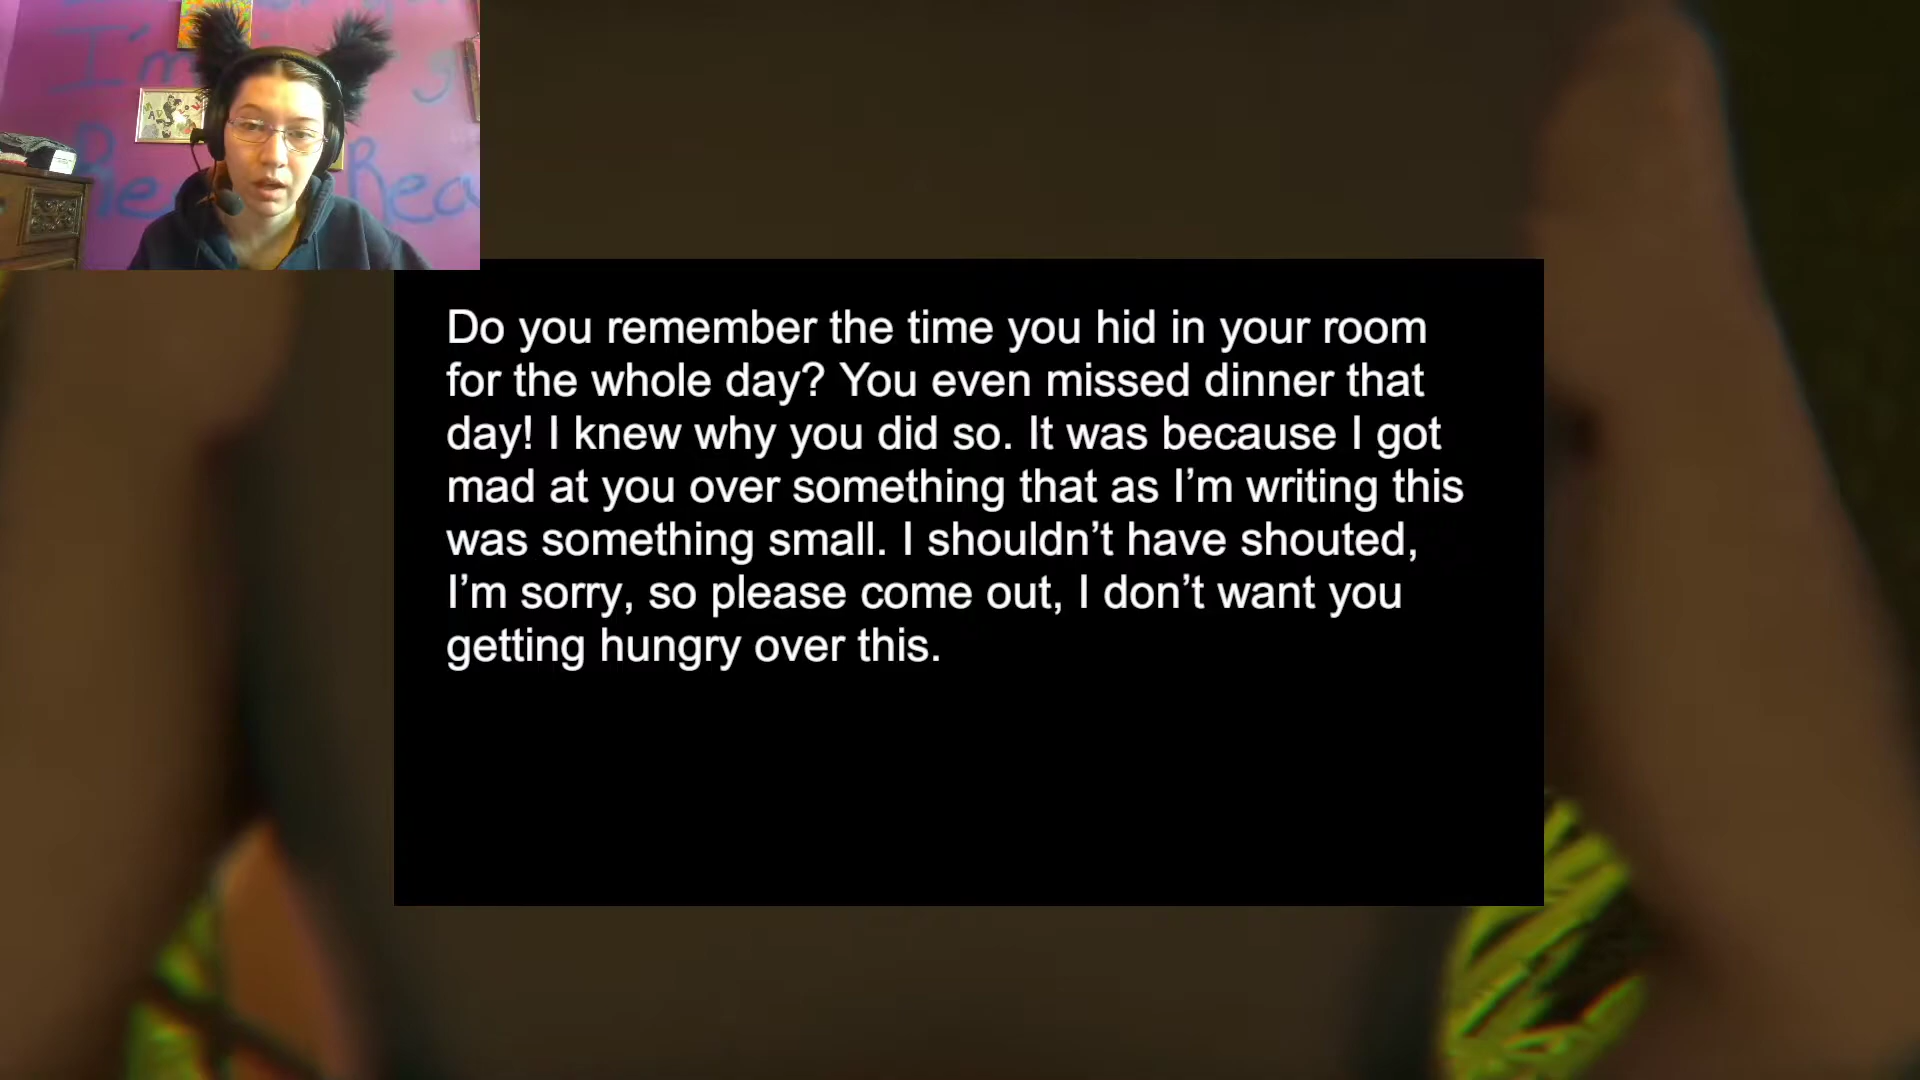 I'm
g
Rea
Do you remember the time you hid in your room
for the whole day? You even missed dinner that
day! I knew why you did so. It was because I got
mad at you over something that as I’m writing this
was something small. I shouldn’t have shouted,
I’m sorry, so please come out, I don’t want you
getting hungry over this.